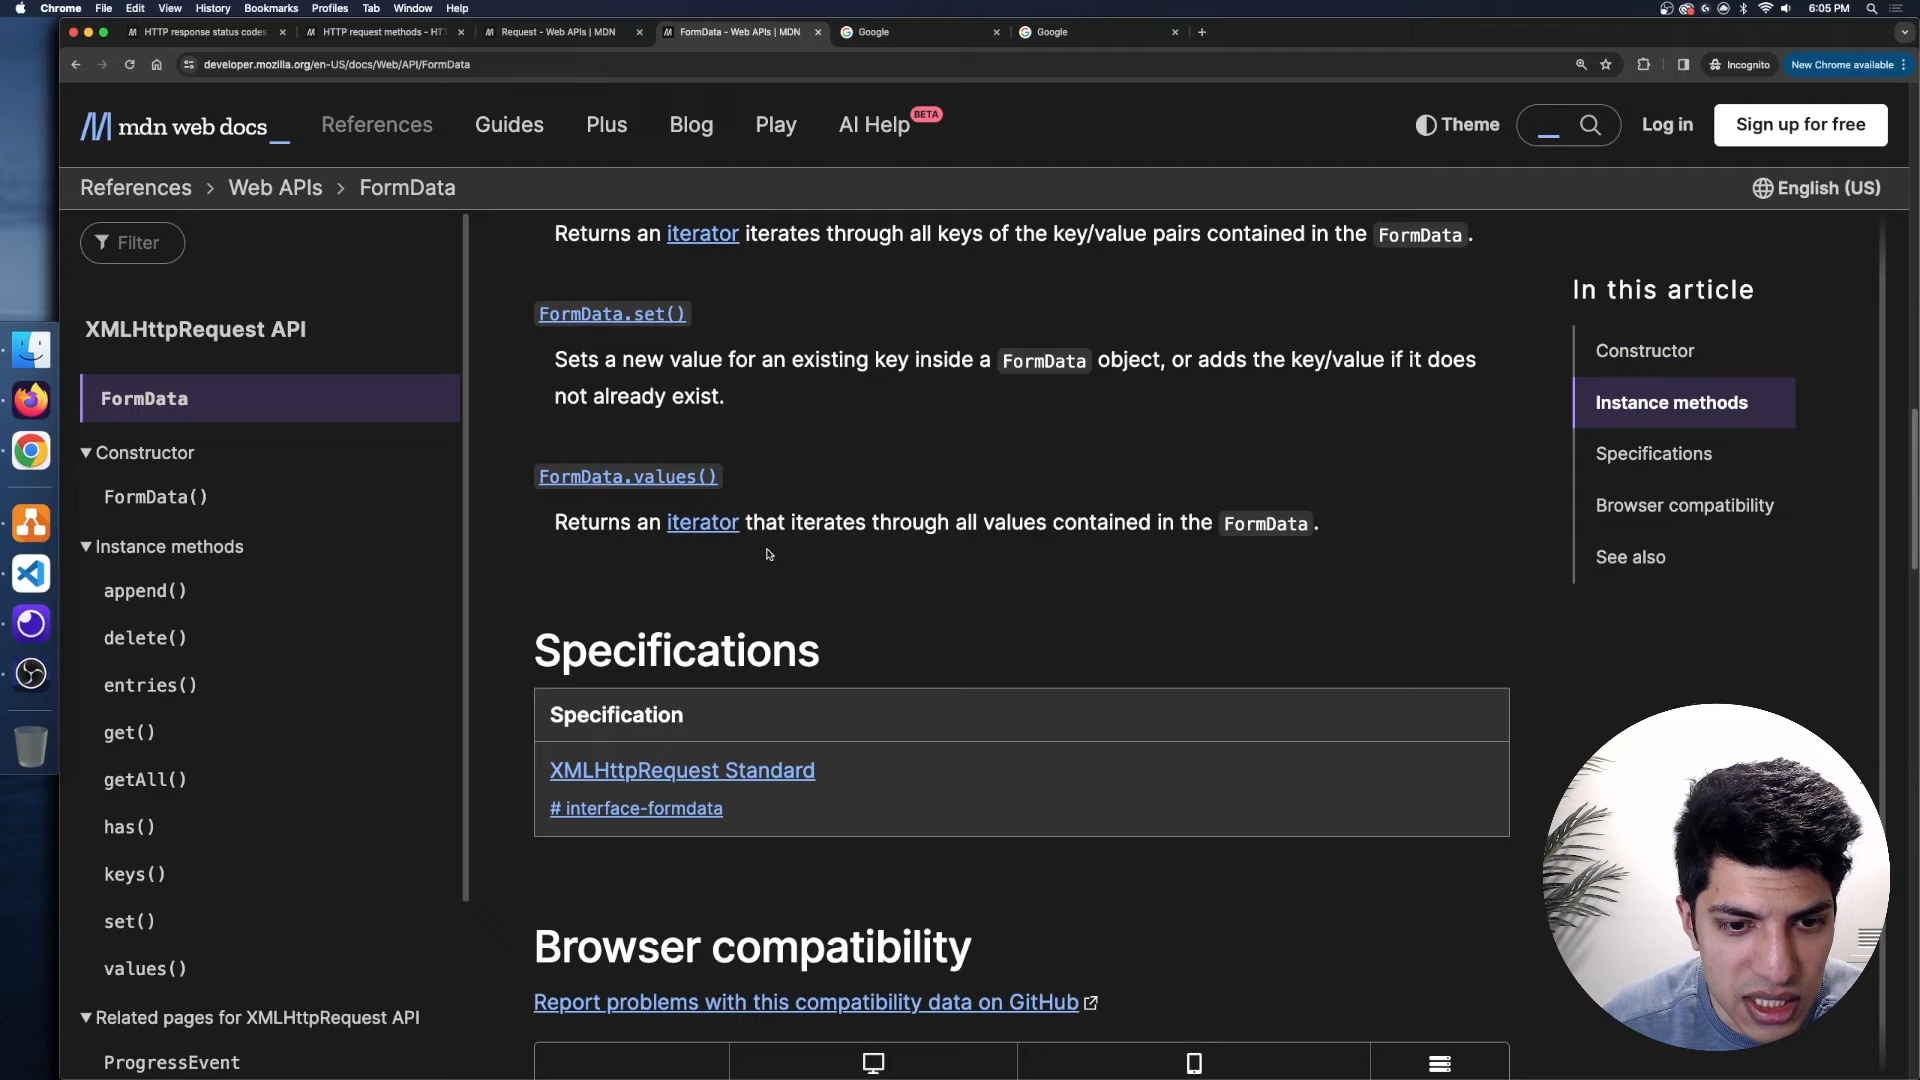 Chrome File Edit View History Bookmarks Profiles Tab Window Help 6:05 PM
HTTP response status codes HTTP request methods - HT Request - Web APIs | MDN FormData - Web APIs | MDN Google Google
developer.mozilla.org/en-US/docs/Web/API/FormData Incognito New Chrome available
mdn web docs_ References Guides Plus Blog Play AI Help BETA Theme Log in Sign up for free
References > Web APIs > FormData English (US)
Filter
XMLHttpRequest API
FormData
Constructor
FormData()
Instance methods
append()
delete()
entries()
get()
getAll()
has()
keys()
set()
values()
Related pages for XMLHttpRequest API
ProgressEvent
Returns an iterator iterates through all keys of the key/value pairs contained in the FormData.
FormData.set()
Sets a new value for an existing key inside a FormData object, or adds the key/value if it does
not already exist.
FormData.values()
Returns an iterator that iterates through all values contained in the FormData.
Specifications
Specification
XMLHttpRequest Standard
# interface-formdata
Browser compatibility
Report problems with this compatibility data on GitHub
In this article
Constructor
Instance methods
Specifications
Browser compatibility
See also